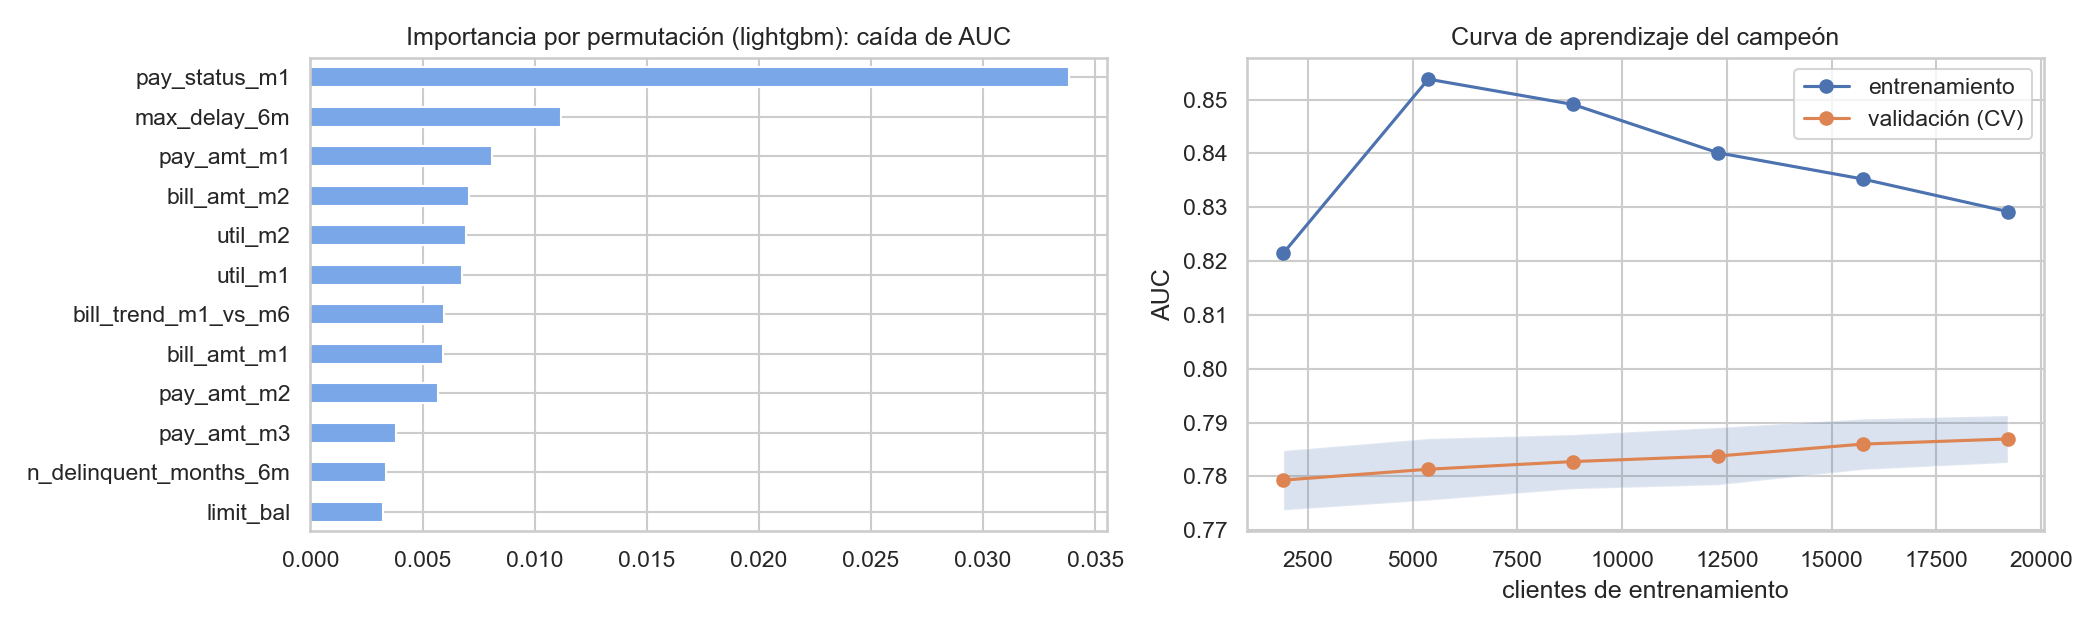 Importancia por permutación (lightgbm): caída de AUC
pay_status_m1
max_delay_6m
pay_amt_m1
bill_amt_m2
util_m2
util_m1
bill_trend_m1_vs_m6
bill_amt_m1
pay_amt_m2
pay_amt_m3
n_delinquent_months_6m
limit_bal
0.000 0.005 0.010 0.015 0.020 0.025 0.030 0.035
Curva de aprendizaje del campeón
entrenamiento
validación (CV)
AUC
0.85
0.84
0.83
0.82
0.81
0.80
0.79
0.78
0.77
2500 5000 7500 10000 12500 15000 17500 20000
clientes de entrenamiento